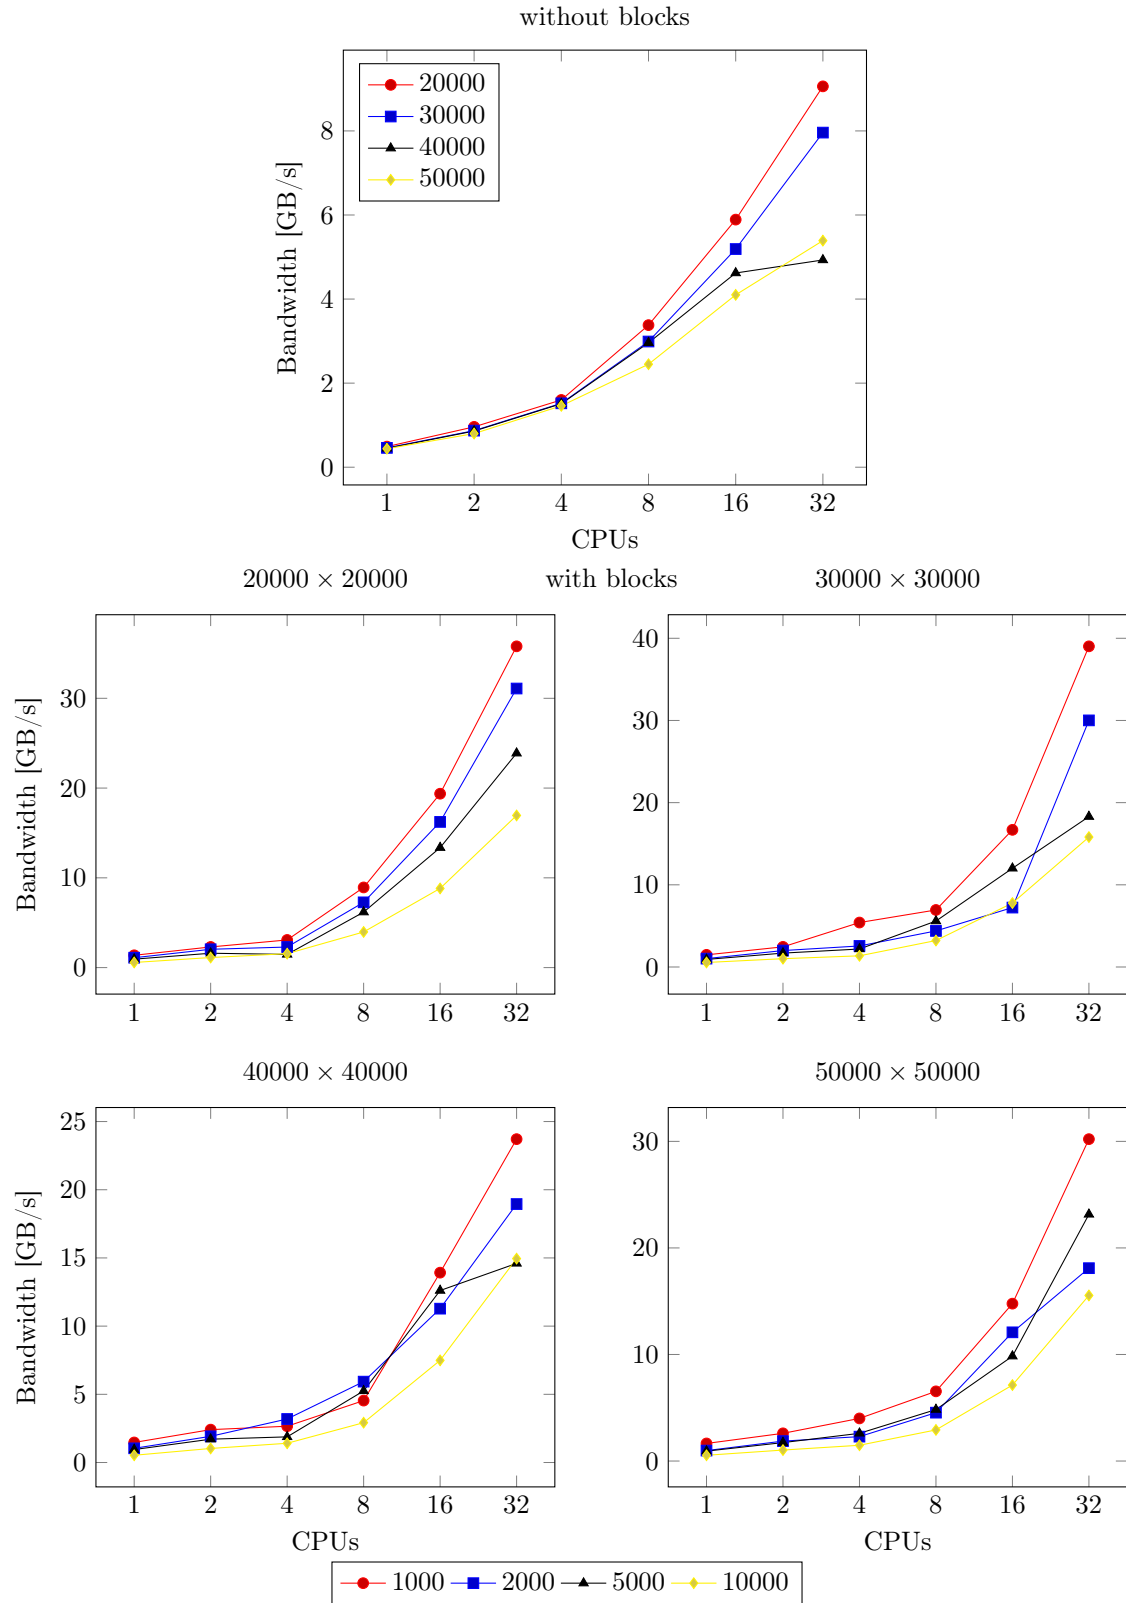 without blocks
20000
30000
40000
50000
Bandwidth [GB/s]
8
6
4
2
0
1 2 4 8 16 32
CPUs
with blocks
20000 × 20000
Bandwidth [GB/s]
30
20
10
0
1 2 4 8 16 32
30000 × 30000
40
30
20
10
0
1 2 4 8 16 32
40000 × 40000
Bandwidth [GB/s]
25
20
15
10
5
0
1 2 4 8 16 32
CPUs
50000 × 50000
30
20
10
0
1 2 4 8 16 32
CPUs
1000 2000 5000 10000